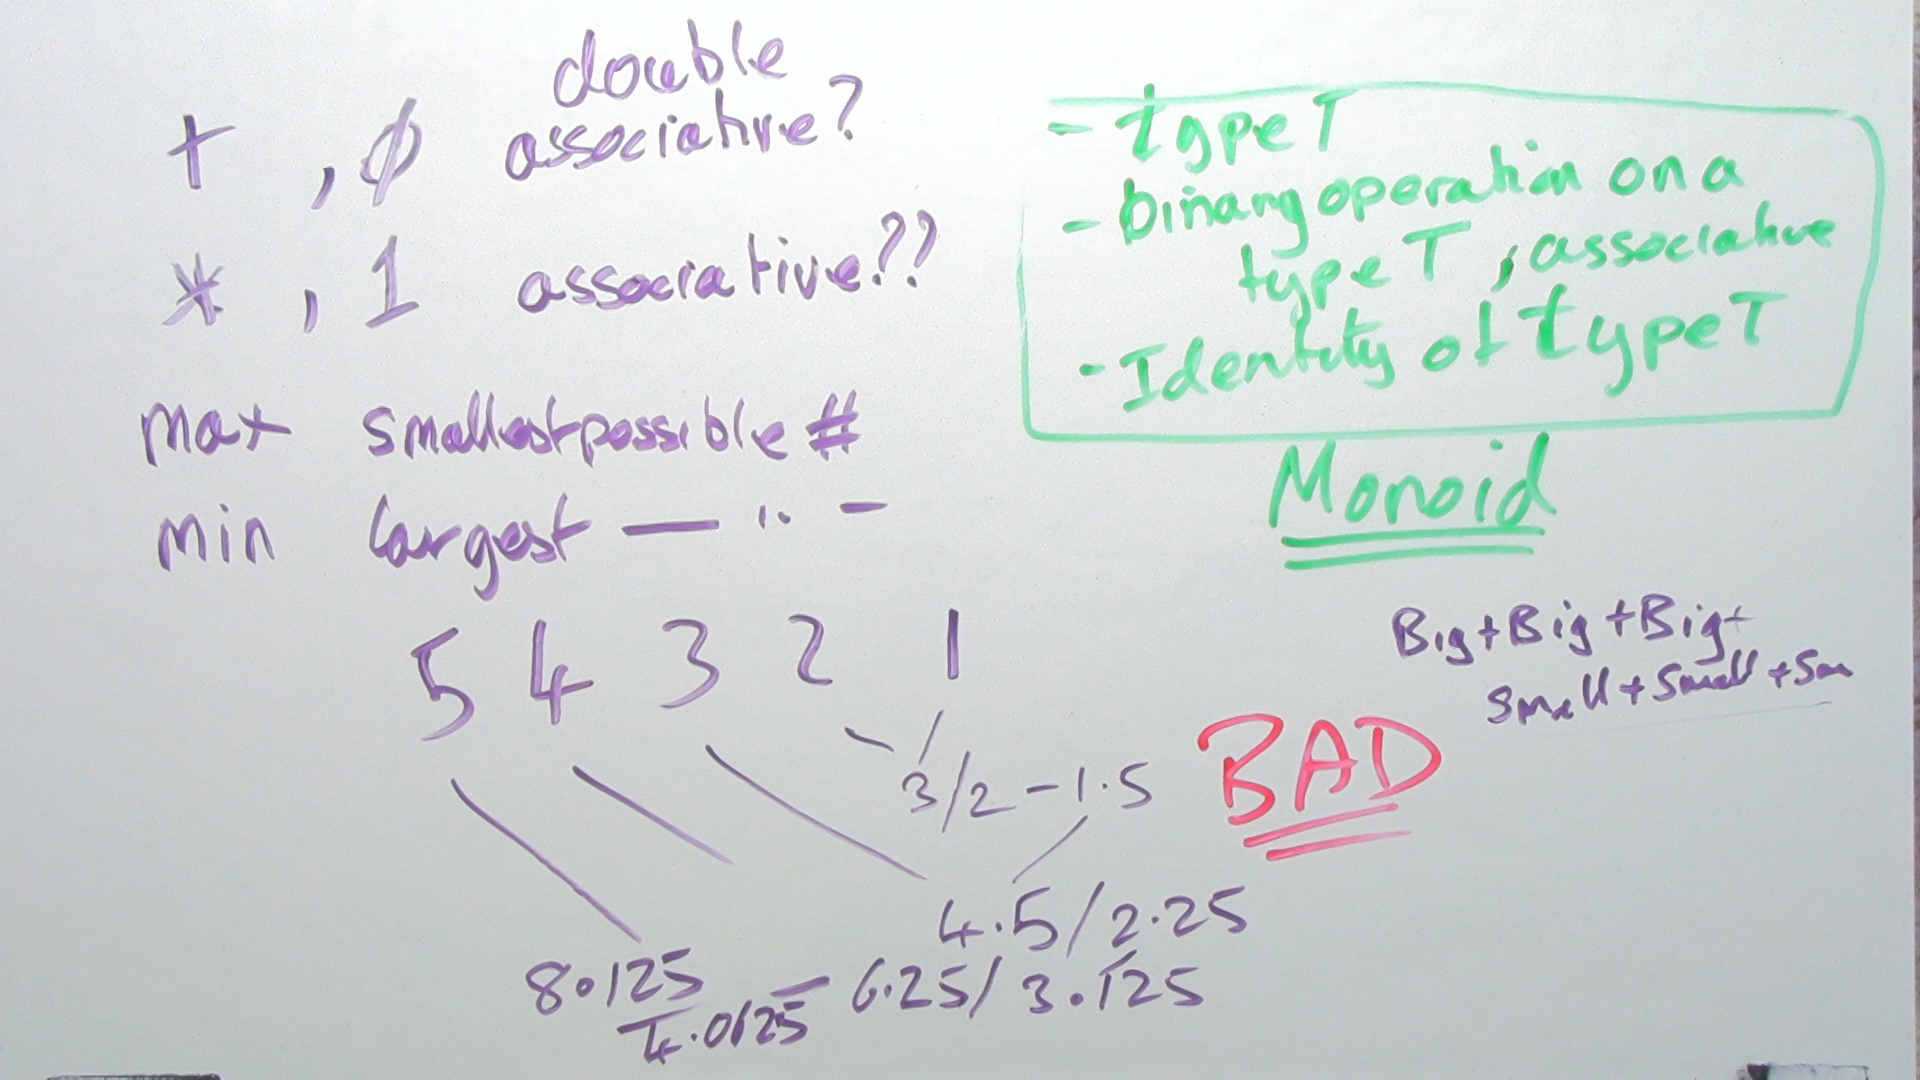 double
+ , 0 associative?
* , 1 associative??
max smallest possible #
min largest — " —
- type T
- binary operation on a
type T , associative
- Identity of type T
Monoid
Big + Big + Big +
Small + Small + Sm
5 4 3 2 1
3/2 - 1.5
BAD
4.5/2.25
6.25/3.125
8.125
4.0625